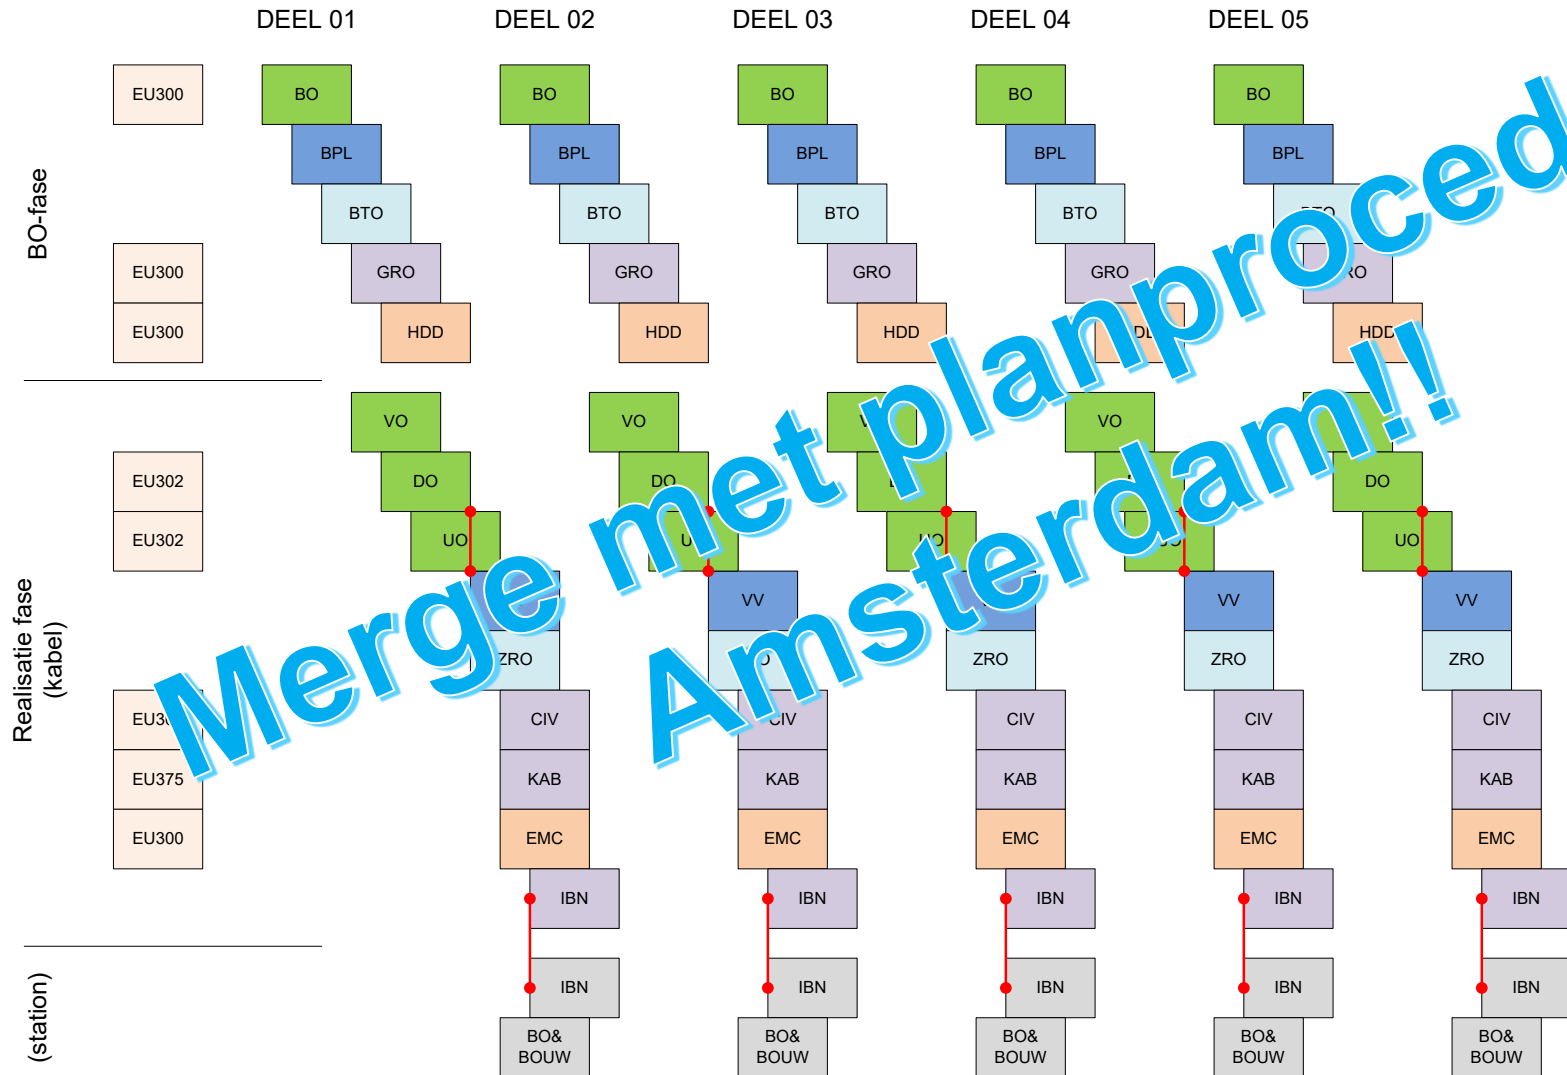 DEEL 01 DEEL 02 DEEL 03 DEEL 04 DEEL 05
EU300 BO BO BO BO BO
BPL BPL BPL BPL BPL
BO-fase
BTO BTO BTO BTO
EU300 GRO GRO GRO GRO
EU300 HDD HDD HDD HDD
VO VO VO
EU302 DO DO DO
EU302 UO UO
Realisatie fase
(kabel)
VV VV VV
ZRO ZRO ZRO ZRO
CIV CIV CIV CIV CIV
EU375 KAB KAB KAB KAB KAB
EU300 EMC EMC EMC EMC EMC
IBN IBN IBN IBN IBN
(station)
IBN IBN IBN IBN IBN
BO& BO& BO& BO& BO&
BOUW BOUW BOUW BOUW BOUW
Merge met planproced
Amsterdam!!